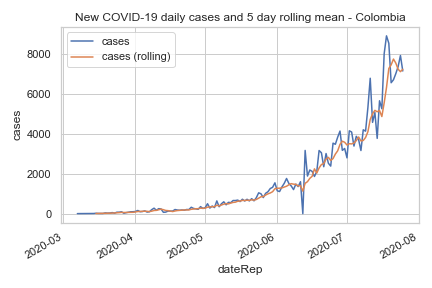 New COVID-19 daily cases and 5 day rolling mean - Colombia
cases
cases (rolling)
8000
6000
4000
2000
0
cases
2020-03
2020-04
2020-05
2020-06
2020-07
2020-08
dateRep